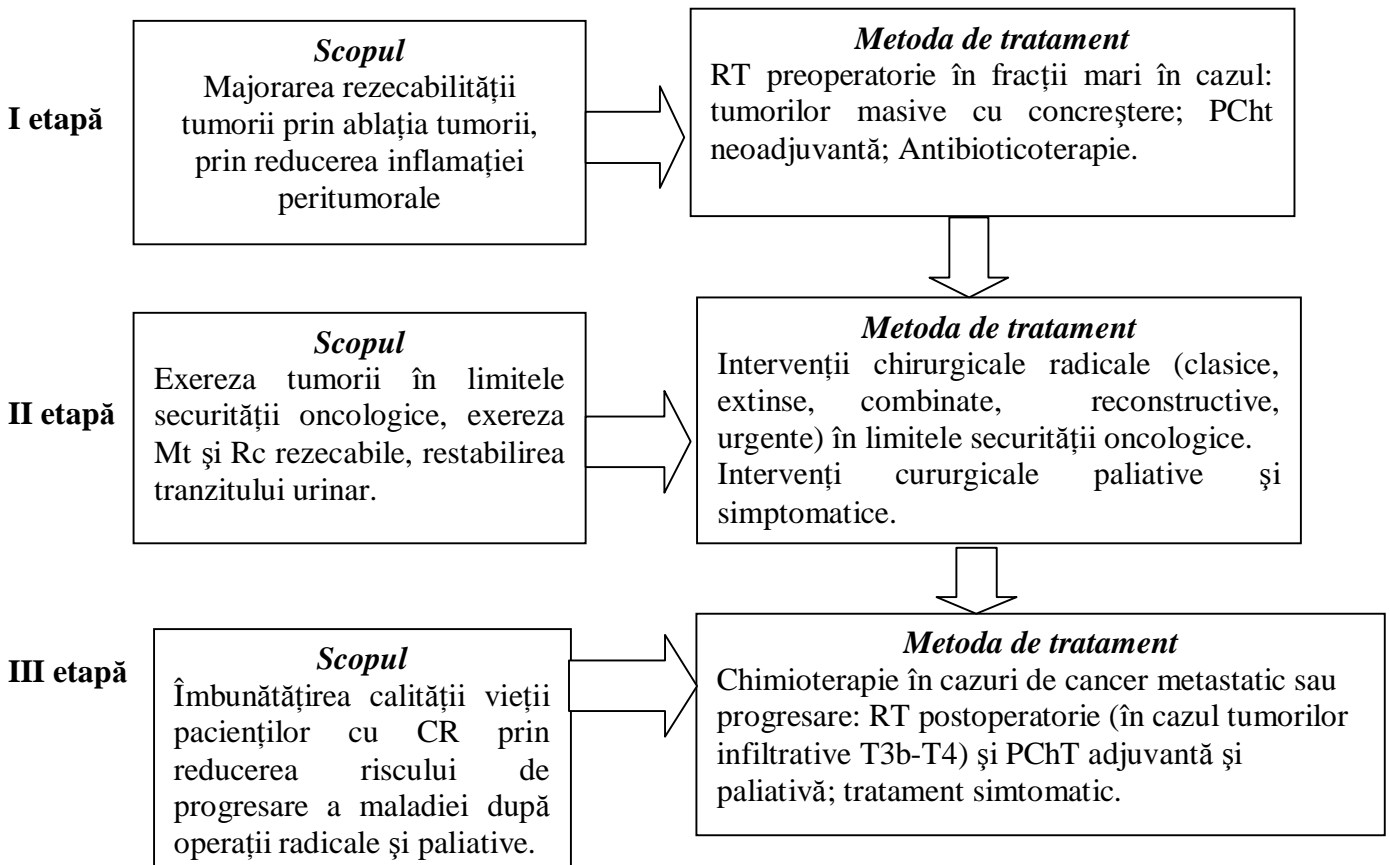 I etapă
Scopul
Majorarea rezecabilității
tumorii prin ablația tumorii,
prin reducerea inflamației
peritumorale
Metoda de tratament
RT preoperatorie în fracții mari în cazul:
tumorilor masive cu concreştere; PCht
neoadjuvantă; Antibioticoterapie.
II etapă
Scopul
Exereza tumorii în limitele
securității oncologice, exereza
Mt şi Rc rezecabile, restabilirea
tranzitului urinar.
Metoda de tratament
Intervenții chirurgicale radicale (clasice,
extinse, combinate, reconstructive,
urgente) în limitele securității oncologice.
Intervenți cururgicale paliative şi
simptomatice.
III etapă
Scopul
Îmbunătățirea calității vieții
pacienților cu CR prin
reducerea riscului de
progresare a maladiei după
operații radicale şi paliative.
Metoda de tratament
Chimioterapie în cazuri de cancer metastatic sau
progresare: RT postoperatorie (în cazul tumorilor
infiltrative T3b-T4) şi PChT adjuvantă şi
paliativă; tratament simtomatic.